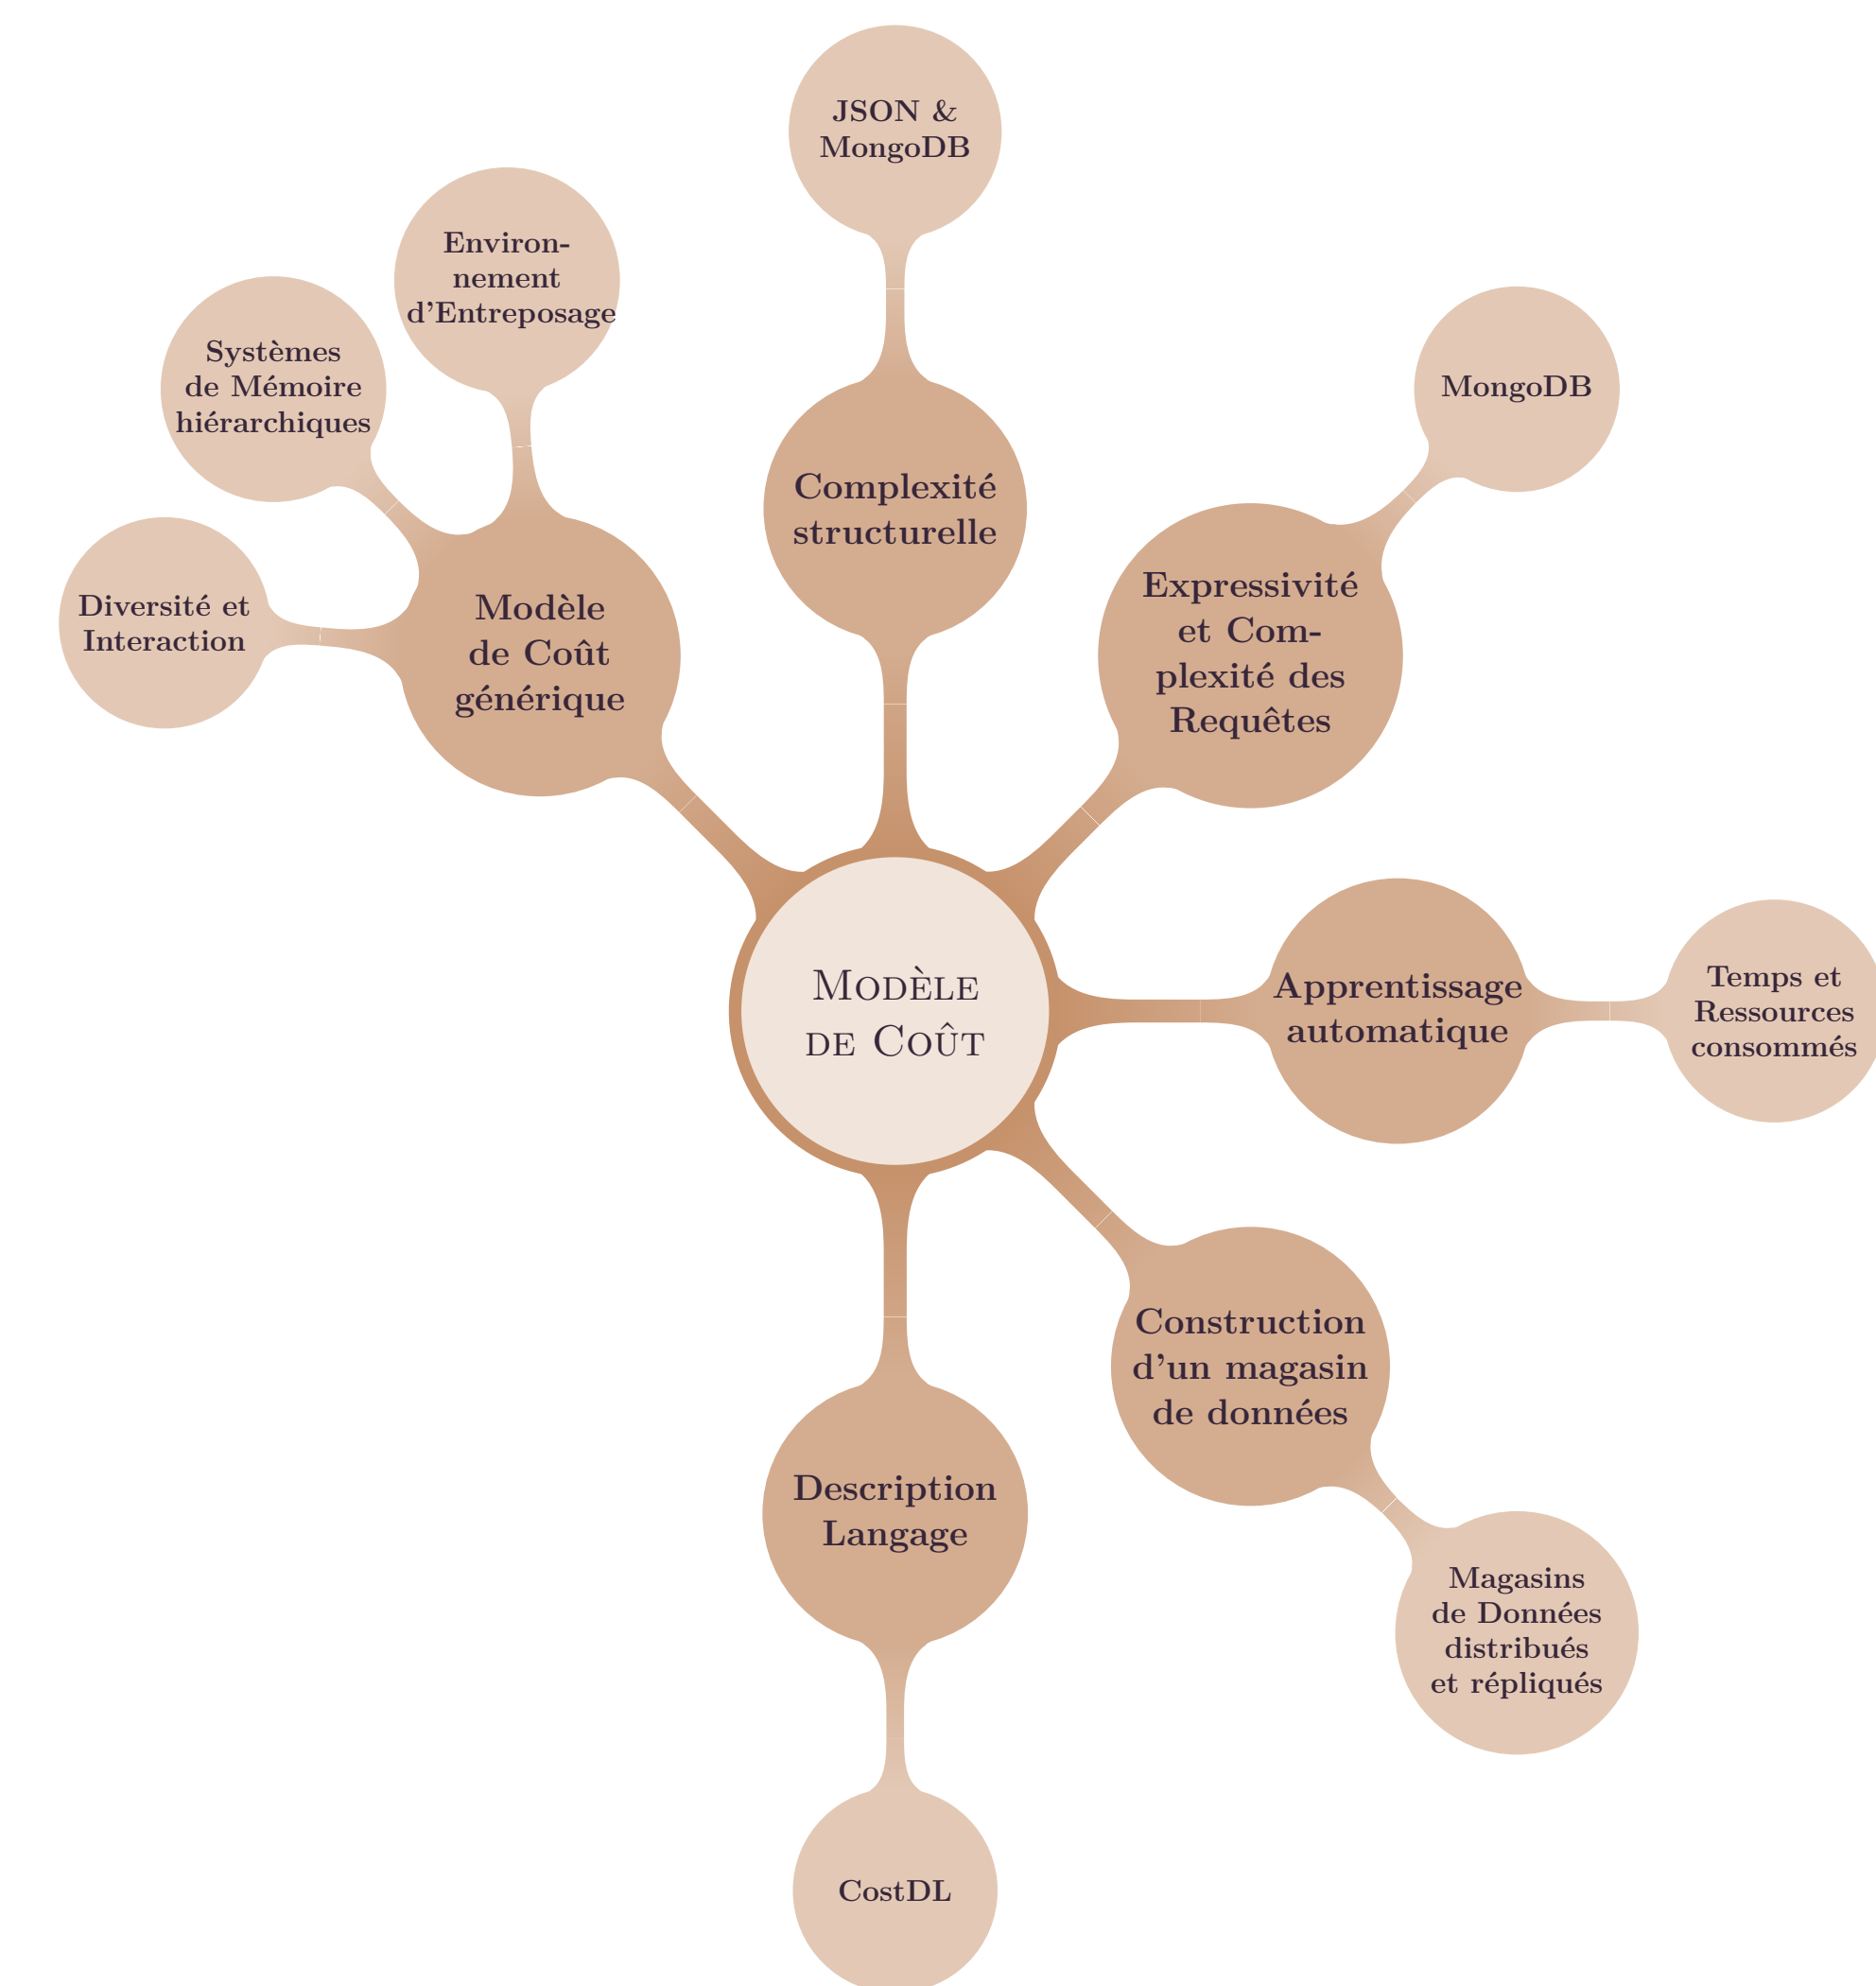 JSON &
MongoDB
Environ-
nement
d'Entreposage
Systèmes
de Mémoire
hiérarchiques
Diversité et
Interaction
Modèle
de Coût
générique
Complexité
structurelle
MongoDB
Expressivité
et Com-
plexité des
Requêtes
Modèle
de Coût
Apprentissage
automatique
Temps et
Ressources
consommés
Construction
d'un magasin
de données
Magasins
de Données
distribués
et répliqués
Description
Langage
CostDL